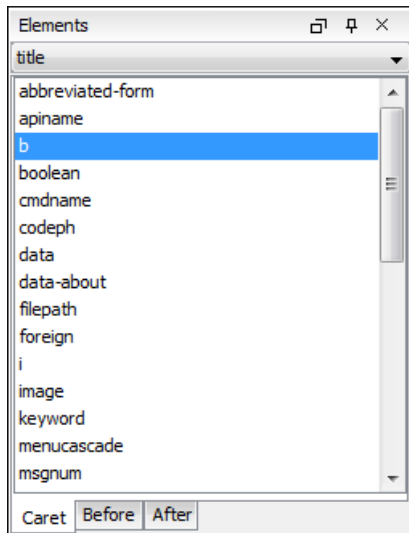 Elements
title
abbreviated-form
apiname
b
boolean
cmdname
codeph
data
data-about
filepath
foreign
i
image
keyword
menucascade
msgnum
Caret Before After